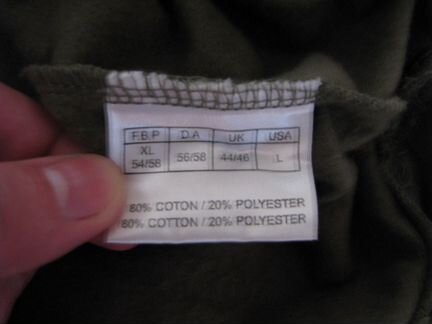 F.B.P D.A UK USA
XL 54/58 56/58 44/46 L
80% COTON / 20% POLYESTER
80% COTTON / 20% POLYESTER